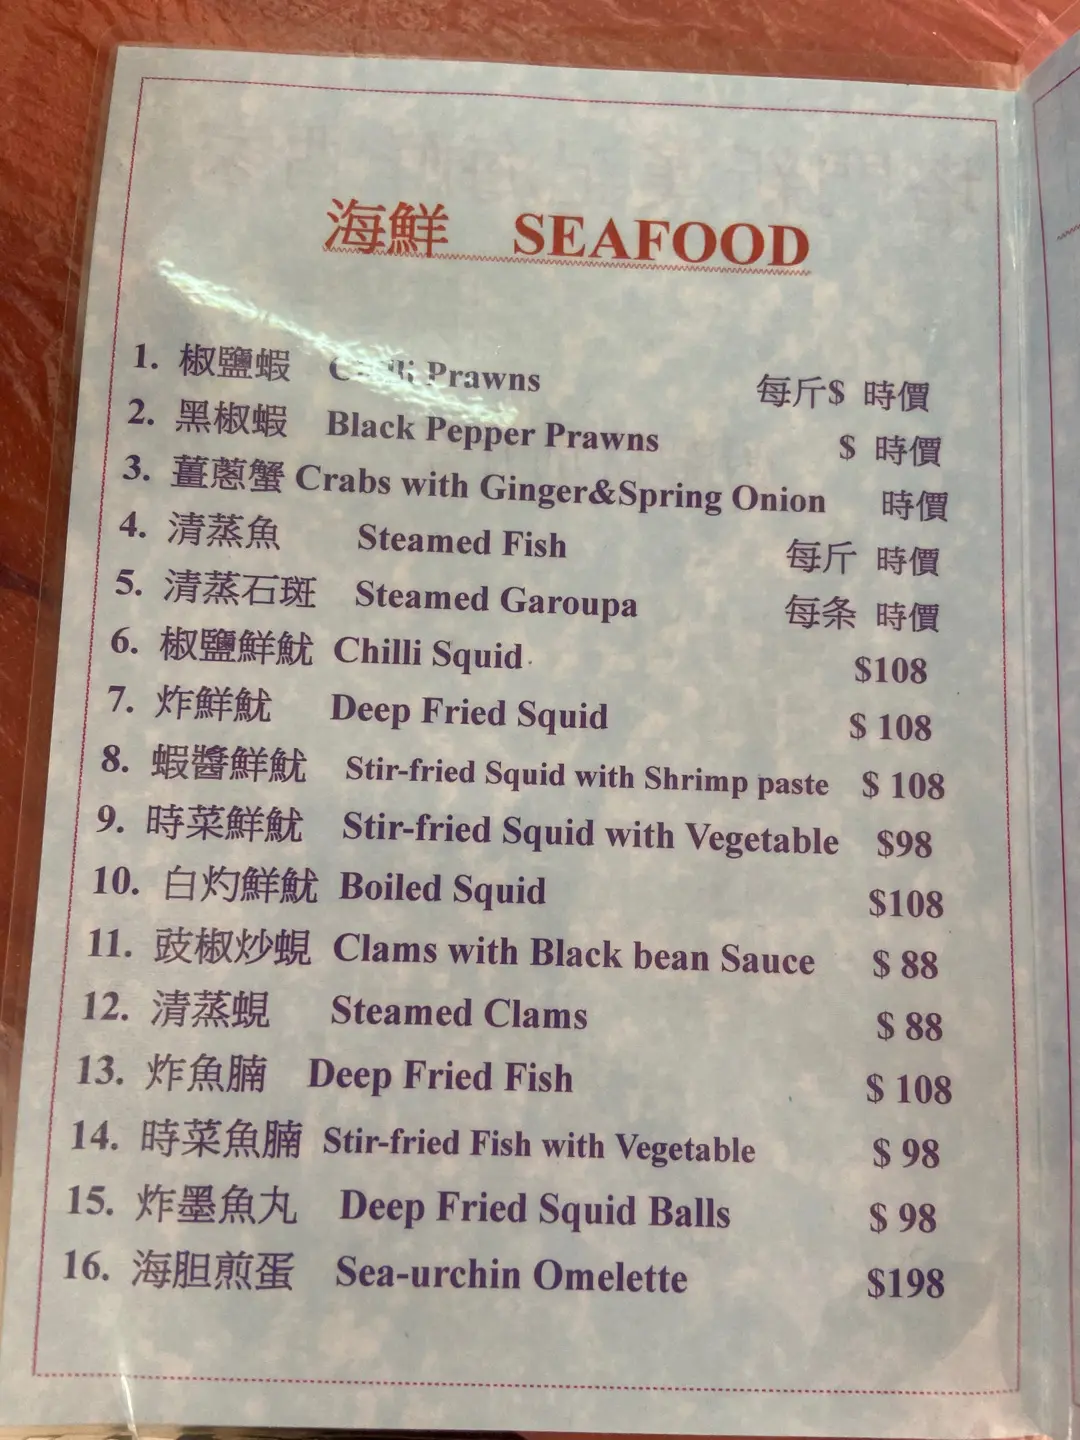 海鮮 SEAFOOD
1. 椒鹽蝦 Chilli Prawns 每斤$ 時價
2. 黑椒蝦 Black Pepper Prawns $ 時價
3. 薑蔥蟹 Crabs with Ginger&Spring Onion 時價
4. 清蒸魚 Steamed Fish 每斤 時價
5. 清蒸石斑 Steamed Garoupa 每条 時價
6. 椒鹽鮮魷 Chilli Squid $108
7. 炸鮮魷 Deep Fried Squid $ 108
8. 蝦醬鮮魷 Stir-fried Squid with Shrimp paste $ 108
9. 時菜鮮魷 Stir-fried Squid with Vegetable $98
10. 白灼鮮魷 Boiled Squid $108
11. 豉椒炒蜆 Clams with Black bean Sauce $ 88
12. 清蒸蜆 Steamed Clams $ 88
13. 炸魚腩 Deep Fried Fish $ 108
14. 時菜魚腩 Stir-fried Fish with Vegetable $ 98
15. 炸墨魚丸 Deep Fried Squid Balls $ 98
16. 海胆煎蛋 Sea-urchin Omelette $198